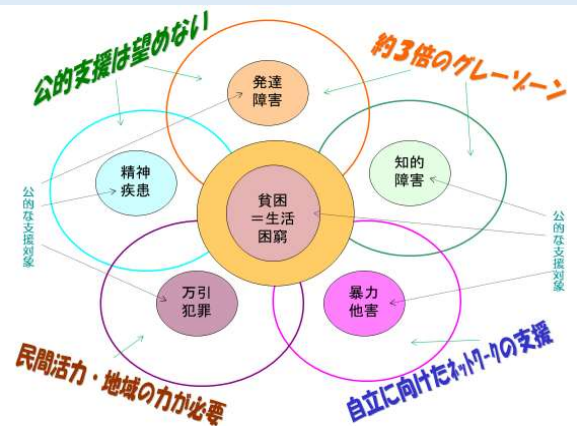 公的支援は望めない
約３倍のグレーゾーン
発達
障害
精神
疾患
知的
障害
貧困
＝生活
困窮
公的な支援対象
公的な支援対象
万引
犯罪
暴力
他害
民間活力・地域の力が必要
自立に向けたﾈｯﾄﾜｰｸの支援